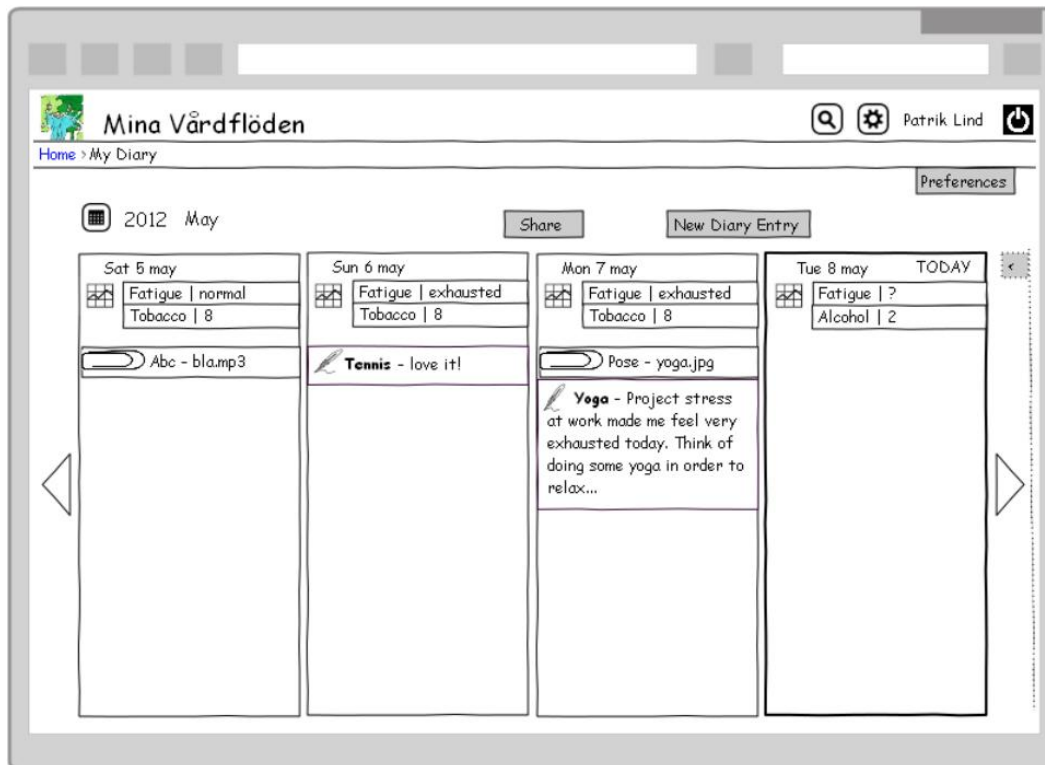 Mina Vårdflöden
Patrik Lind
Home > My Diary
Preferences
2012 May
Share
New Diary Entry
Sat 5 may
Fatigue | normal
Tobacco | 8
Abc - bla.mp3
Sun 6 may
Fatigue | exhausted
Tobacco | 8
Tennis - love it!
Mon 7 may
Fatigue | exhausted
Tobacco | 8
Pose - yoga.jpg
Yoga - Project stress
at work made me feel very
exhausted today. Think of
doing some yoga in order to
relax...
Tue 8 may TODAY
Fatigue | ?
Alcohol | 2
<